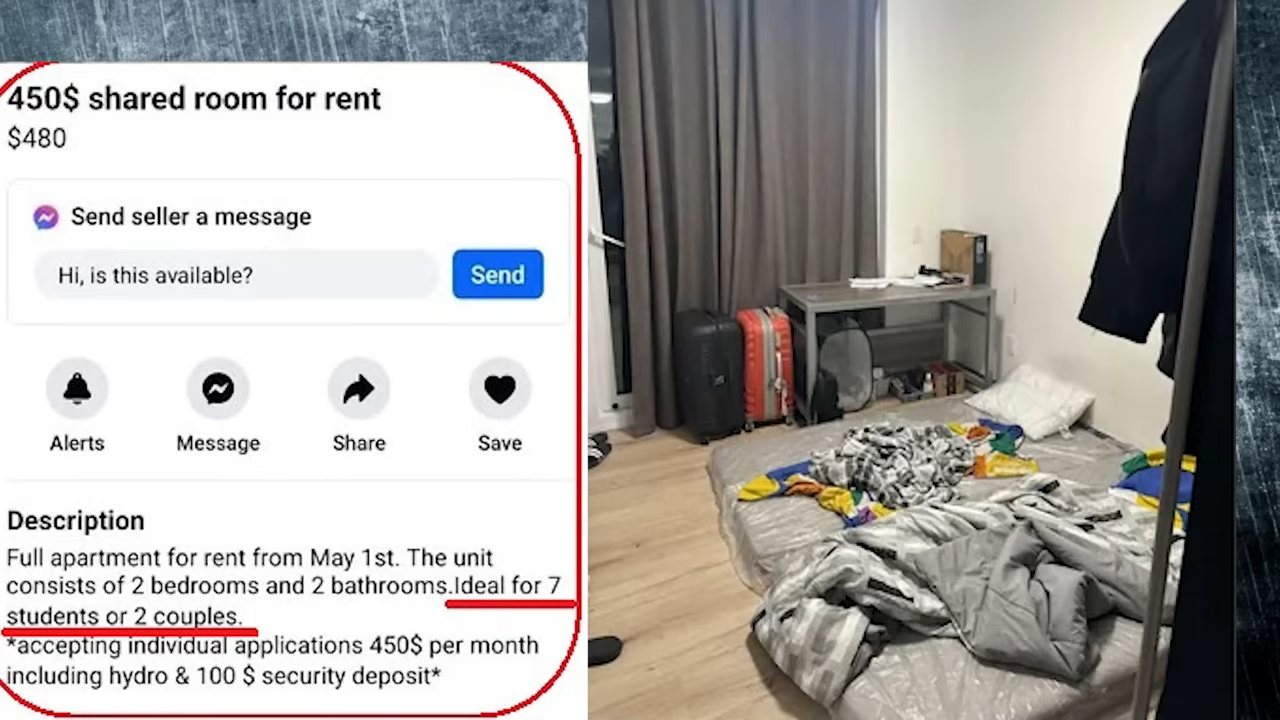 450$ shared room for rent
$480
Send seller a message
Hi, is this available?
Send
Alerts
Message
Share
Save
Description
Full apartment for rent from May 1st. The unit
consists of 2 bedrooms and 2 bathrooms.Ideal for 7
students or 2 couples.
*accepting individual applications 450$ per month
including hydro & 100 $ security deposit*